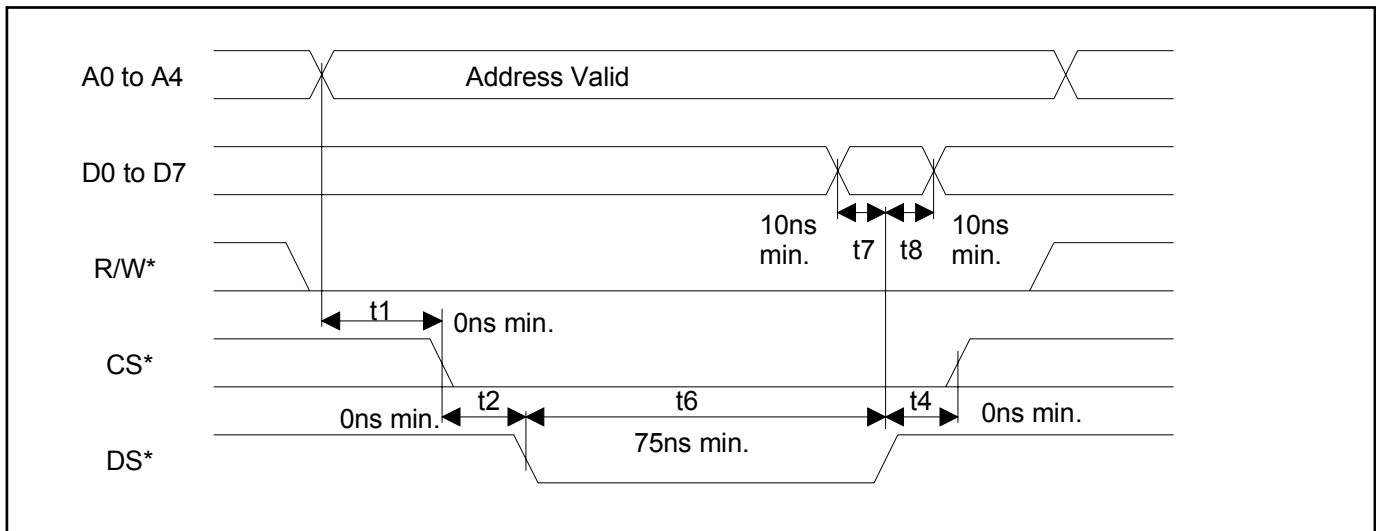 A0 to A4
Address Valid
D0 to D7
10ns
min.
t7
t8
10ns
min.
R/W*
t1
0ns min.
CS*
0ns min.
t2
t6
t4
0ns min.
75ns min.
DS*